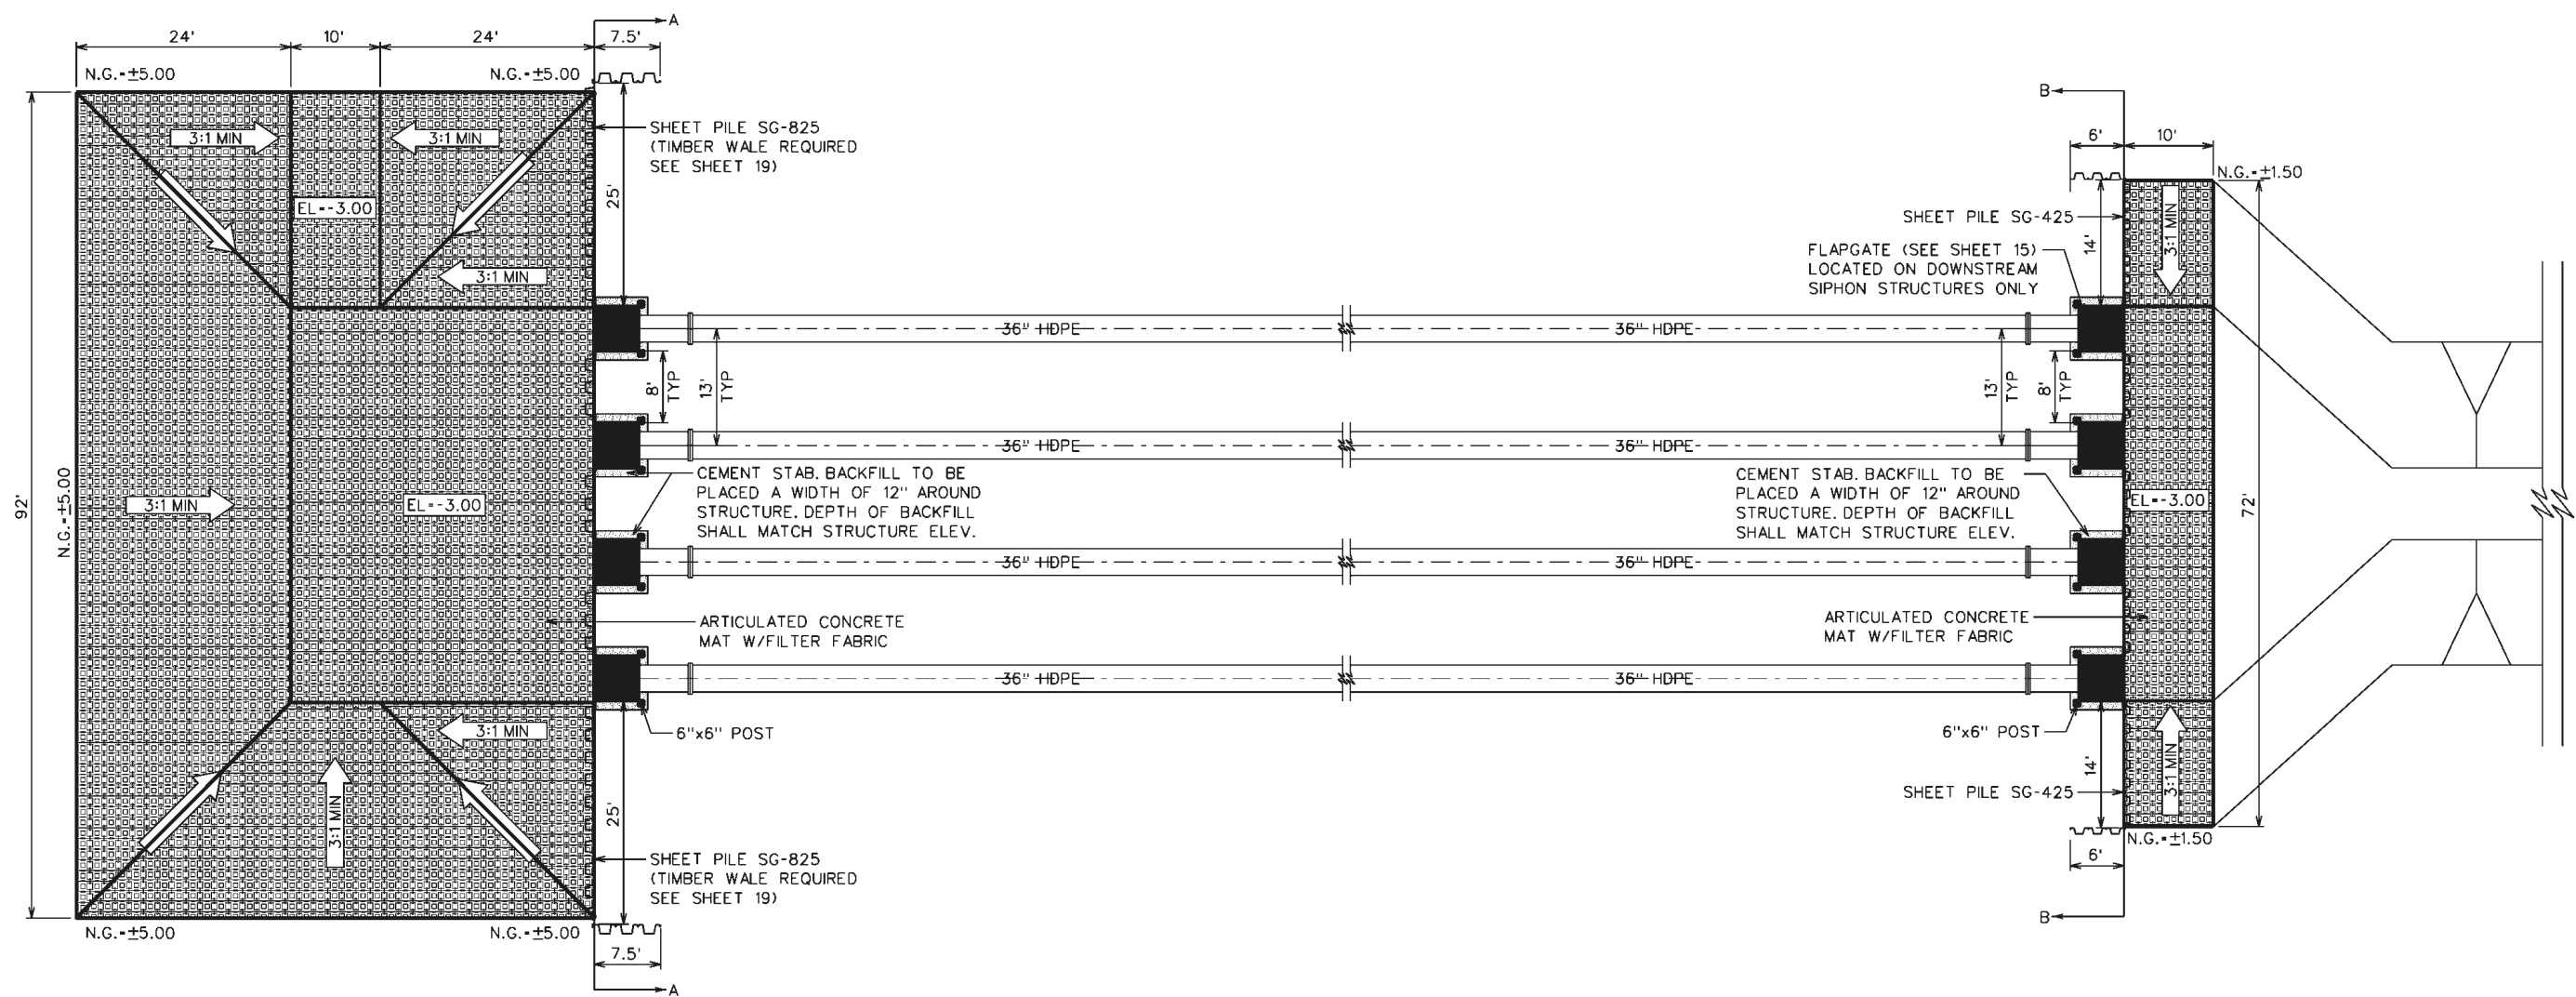 A
24'
10'
24'
7.5'
N.G.=±5.00
N.G.=±5.00
B
SHEET PILE SG-825
(TIMBER WALE REQUIRED
SEE SHEET 19)
3:1 MIN
3:1 MIN
6'
10'
N.G.=±1.50
25'
EL=-3.00
SHEET PILE SG-425
3:1 MIN
14'
FLAPGATE (SEE SHEET 15)
LOCATED ON DOWNSTREAM
SIPHON STRUCTURES ONLY
3:1 MIN
36" HDPE
36" HDPE
8'
TYP
13'
TYP
13'
TYP
8'
TYP
36" HDPE
36" HDPE
92'
N.G.=±5.00
3:1 MIN
EL=-3.00
CEMENT STAB. BACKFILL TO BE
PLACED A WIDTH OF 12" AROUND
STRUCTURE. DEPTH OF BACKFILL
SHALL MATCH STRUCTURE ELEV.
CEMENT STAB. BACKFILL TO BE
PLACED A WIDTH OF 12" AROUND
STRUCTURE. DEPTH OF BACKFILL
SHALL MATCH STRUCTURE ELEV.
EL=-3.00
72'
36" HDPE
36" HDPE
ARTICULATED CONCRETE
MAT W/FILTER FABRIC
ARTICULATED CONCRETE
MAT W/FILTER FABRIC
36" HDPE
36" HDPE
3:1 MIN
6"x6" POST
6"x6" POST
3:1 MIN
25'
14'
3:1 MIN
SHEET PILE SG-425
SHEET PILE SG-825
(TIMBER WALE REQUIRED
SEE SHEET 19)
N.G.=±1.50
6'
N.G.=±5.00
N.G.=±5.00
7.5'
B
A